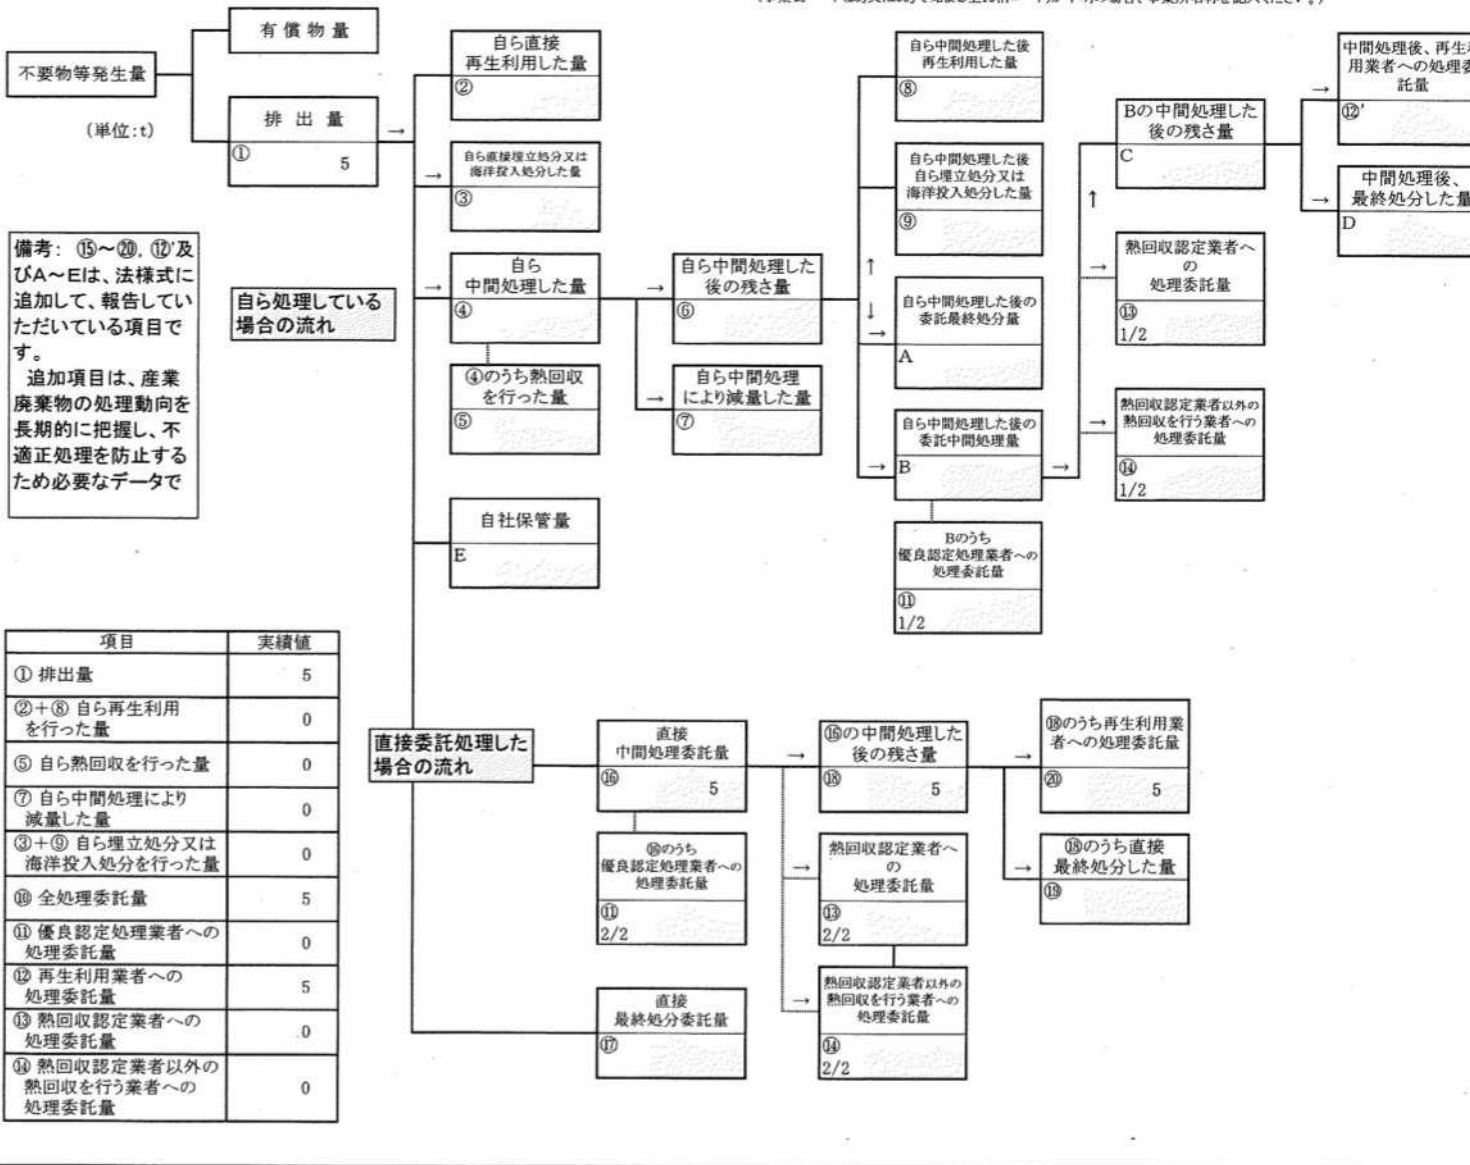 有償物量
不要物等発生量
(単位:t)
排出量
①
5
→
自ら直接
再生利用した量
②
自ら直接埋立処分又は
海洋投入処分した量
→
③
自ら
中間処理した量
→
④
④のうち熱回収
を行った量
⑤
自社保管量
E
自ら処理している
場合の流れ
備考: ⑮~⑳, ⑫'及
びA~Eは、法様式に
追加して、報告してい
ただいている項目で
す。
追加項目は、産業
廃棄物の処理動向を
長期的に把握し、不
適正処理を防止する
ため必要なデータで
自ら中間処理した
後の残さ量
→
⑥
自ら中間処理
により減量した量
→
⑦
自ら中間処理した後
再生利用した量
⑧
自ら中間処理した後
自ら埋立処分又は
海洋投入処分した量
⑨
↑
↓
→
自ら中間処理した後の
委託最終処分量
A
自ら中間処理した後の
委託中間処理量
→
B
→
Bのうち
優良認定処理業者への
処理委託量
⑪
1/2
Bの中間処理した
後の残さ量
C
↑
熱回収認定業者へ
の
処理委託量
→
⑬
1/2
熱回収認定業者以外の
熱回収を行う業者への
処理委託量
→
⑭
1/2
中間処理後、再生
用業者への処理委
託量
→
⑫'
中間処理後、
最終処分した量
→
D
項目 実績値
① 排出量 5
②+⑧ 自ら再生利用
を行った量 0
⑤ 自ら熱回収を行った量 0
⑦ 自ら中間処理により
減量した量 0
③+⑨ 自ら埋立処分又は
海洋投入処分を行った量 0
⑩ 全処理委託量 5
⑪ 優良認定処理業者への
処理委託量 0
⑫ 再生利用業者への
処理委託量 5
⑬ 熱回収認定業者への
処理委託量 0
⑭ 熱回収認定業者以外の
熱回収を行う業者への
処理委託量 0
直接委託処理した
場合の流れ
直接
中間処理委託量
⑯
5
⑯のうち
優良認定処理業者への
処理委託量
⑪
2/2
直接
最終処分委託量
⑰
→
⑯の中間処理した
後の残さ量
⑱
5
熱回収認定業者へ
の
処理委託量
→
⑬
2/2
熱回収認定業者以外の
熱回収を行う業者への
処理委託量
→
⑭
2/2
→
⑱のうち再生利用業
者への処理委託量
⑳
5
⑱のうち直接
最終処分した量
→
⑲